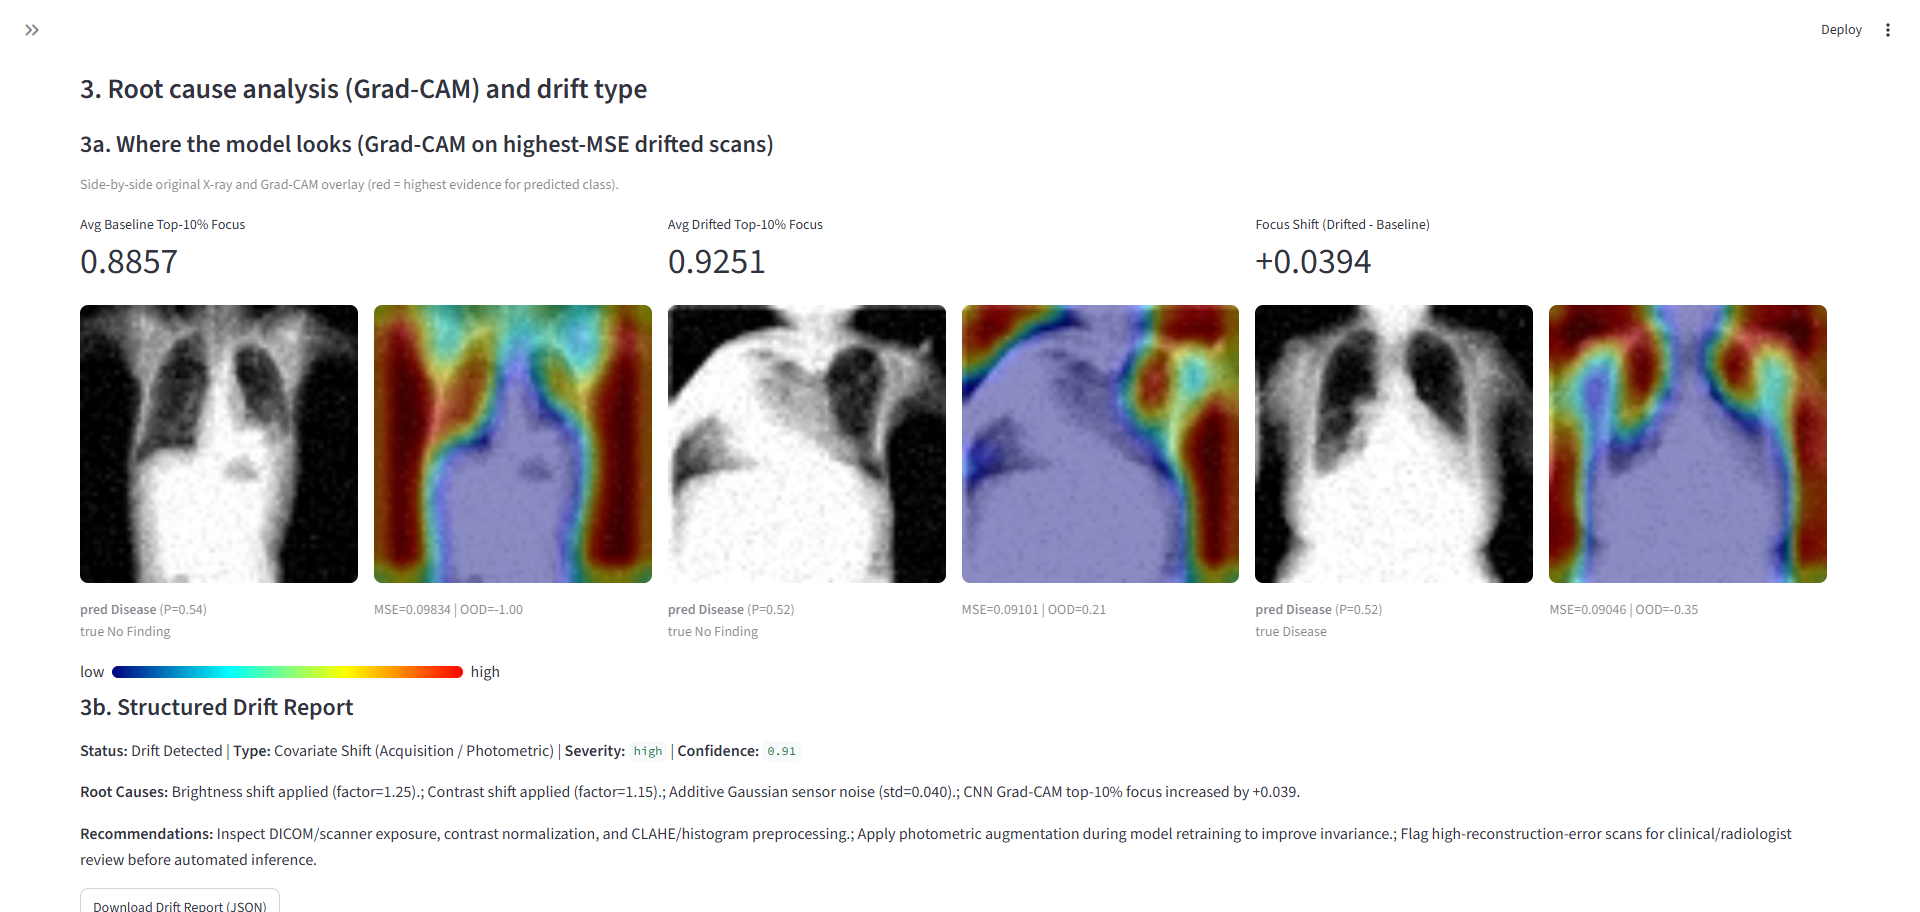 Deploy
3. Root cause analysis (Grad-CAM) and drift type
3a. Where the model looks (Grad-CAM on highest-MSE drifted scans)
Side-by-side original X-ray and Grad-CAM overlay (red = highest evidence for predicted class).
Avg Baseline Top-10% Focus
0.8857
Avg Drifted Top-10% Focus
0.9251
Focus Shift (Drifted - Baseline)
+0.0394
pred Disease (P=0.54)
true No Finding
MSE=0.09834 | OOD=-1.00
pred Disease (P=0.52)
true No Finding
MSE=0.09101 | OOD=0.21
pred Disease (P=0.52)
true Disease
MSE=0.09046 | OOD=-0.35
low
high
3b. Structured Drift Report
Status: Drift Detected | Type: Covariate Shift (Acquisition / Photometric) | Severity: high | Confidence: 0.91
Root Causes: Brightness shift applied (factor=1.25).; Contrast shift applied (factor=1.15).; Additive Gaussian sensor noise (std=0.040).; CNN Grad-CAM top-10% focus increased by +0.039.
Recommendations: Inspect DICOM/scanner exposure, contrast normalization, and CLAHE/histogram preprocessing.; Apply photometric augmentation during model retraining to improve invariance.; Flag high-reconstruction-error scans for clinical/radiologist
review before automated inference.
Download Drift Report (JSON)